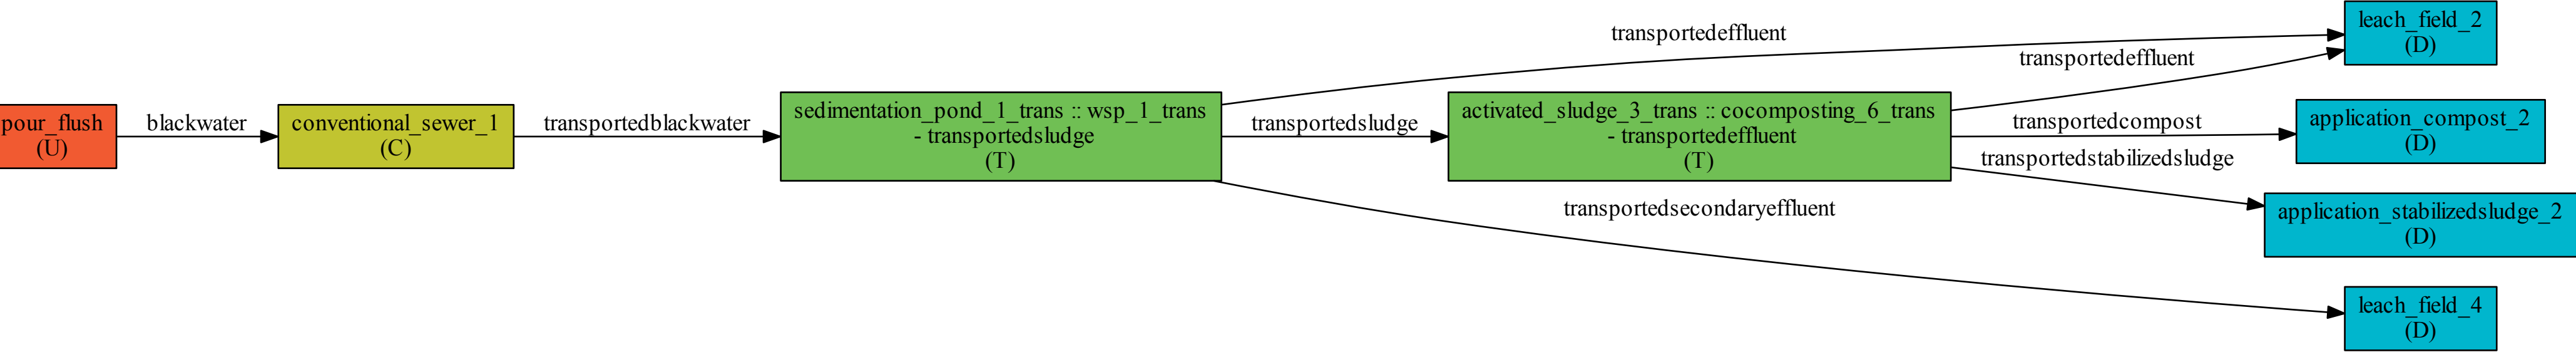 pour_flush
(U)
blackwater
conventional_sewer_1
(C)
transportedblackwater
sedimentation_pond_1_trans :: wsp_1_trans
- transportedsludge
(T)
transportedeffluent
transportedsludge
transportedsecondaryeffluent
activated_sludge_3_trans :: cocomposting_6_trans
- transportedeffluent
(T)
transportedeffluent
transportedcompost
transportedstabilizedsludge
leach_field_2
(D)
application_compost_2
(D)
application_stabilizedsludge_2
(D)
leach_field_4
(D)